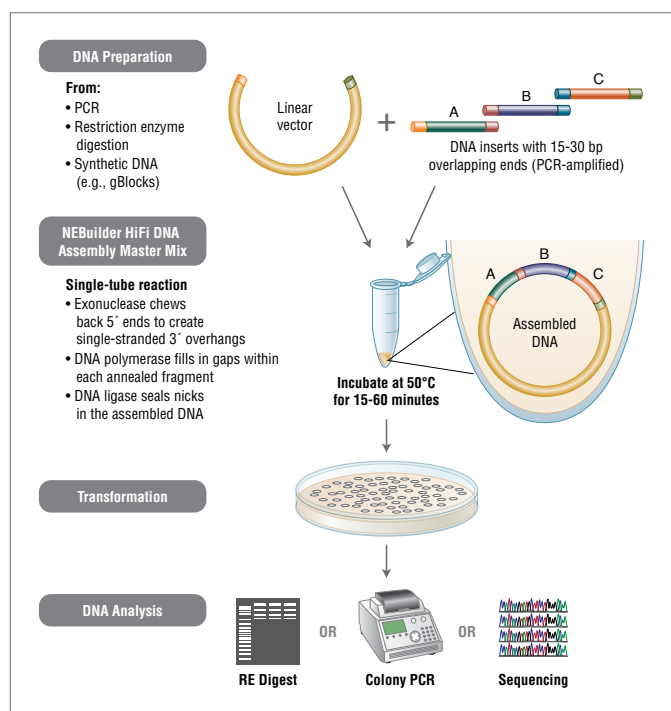 DNA Preparation
From:
• PCR
• Restriction enzyme
digestion
• Synthetic DNA
(e.g., gBlocks)
Linear
vector
+
A
B
C
DNA inserts with 15-30 bp
overlapping ends (PCR-amplified)
NEBuilder HiFi DNA
Assembly Master Mix
Single-tube reaction
• Exonuclease chews
back 5´ ends to create
single-stranded 3´ overhangs
• DNA polymerase fills in gaps within
each annealed fragment
• DNA ligase seals nicks
in the assembled DNA
Incubate at 50°C
for 15-60 minutes
A
B
C
Assembled
DNA
Transformation
DNA Analysis
RE Digest
OR
Colony PCR
OR
Sequencing